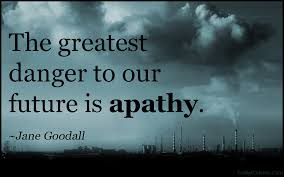 The greatest
danger to our
future is apathy.
~Jane Goodall